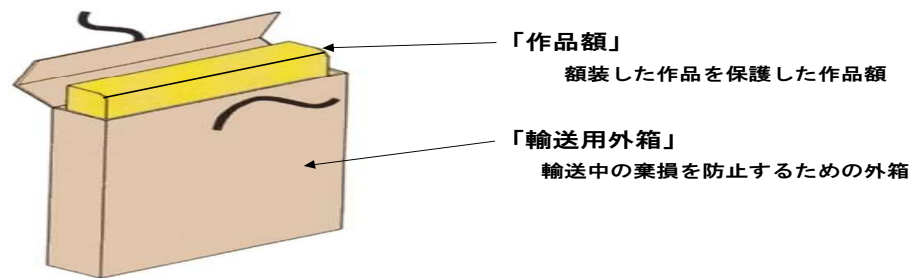 「作品額」
額装した作品を保護した作品額
「輸送用外箱」
輸送中の棄損を防止するための外箱